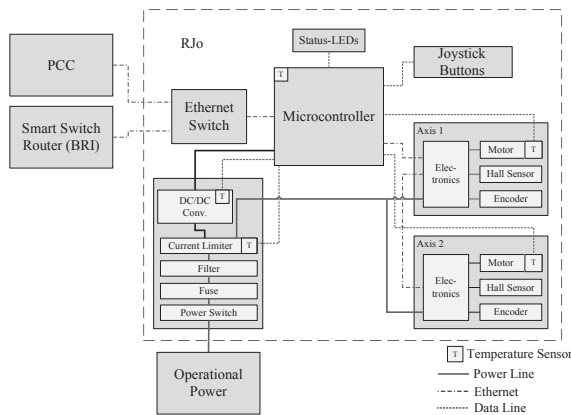 RJo
Status-LEDs
PCC
T
Joystick
Buttons
Ethernet
Switch
Microcontroller
Smart Switch
Router (BRI)
Axis 1
Elec-
tronics
Motor
T
Hall Sensor
Encoder
DC/DC
Conv.
T
Current Limiter
T
Filter
Fuse
Power Switch
Axis 2
Elec-
tronics
Motor
T
Hall Sensor
Encoder
Operational
Power
T Temperature Sensor
Power Line
Ethernet
Data Line